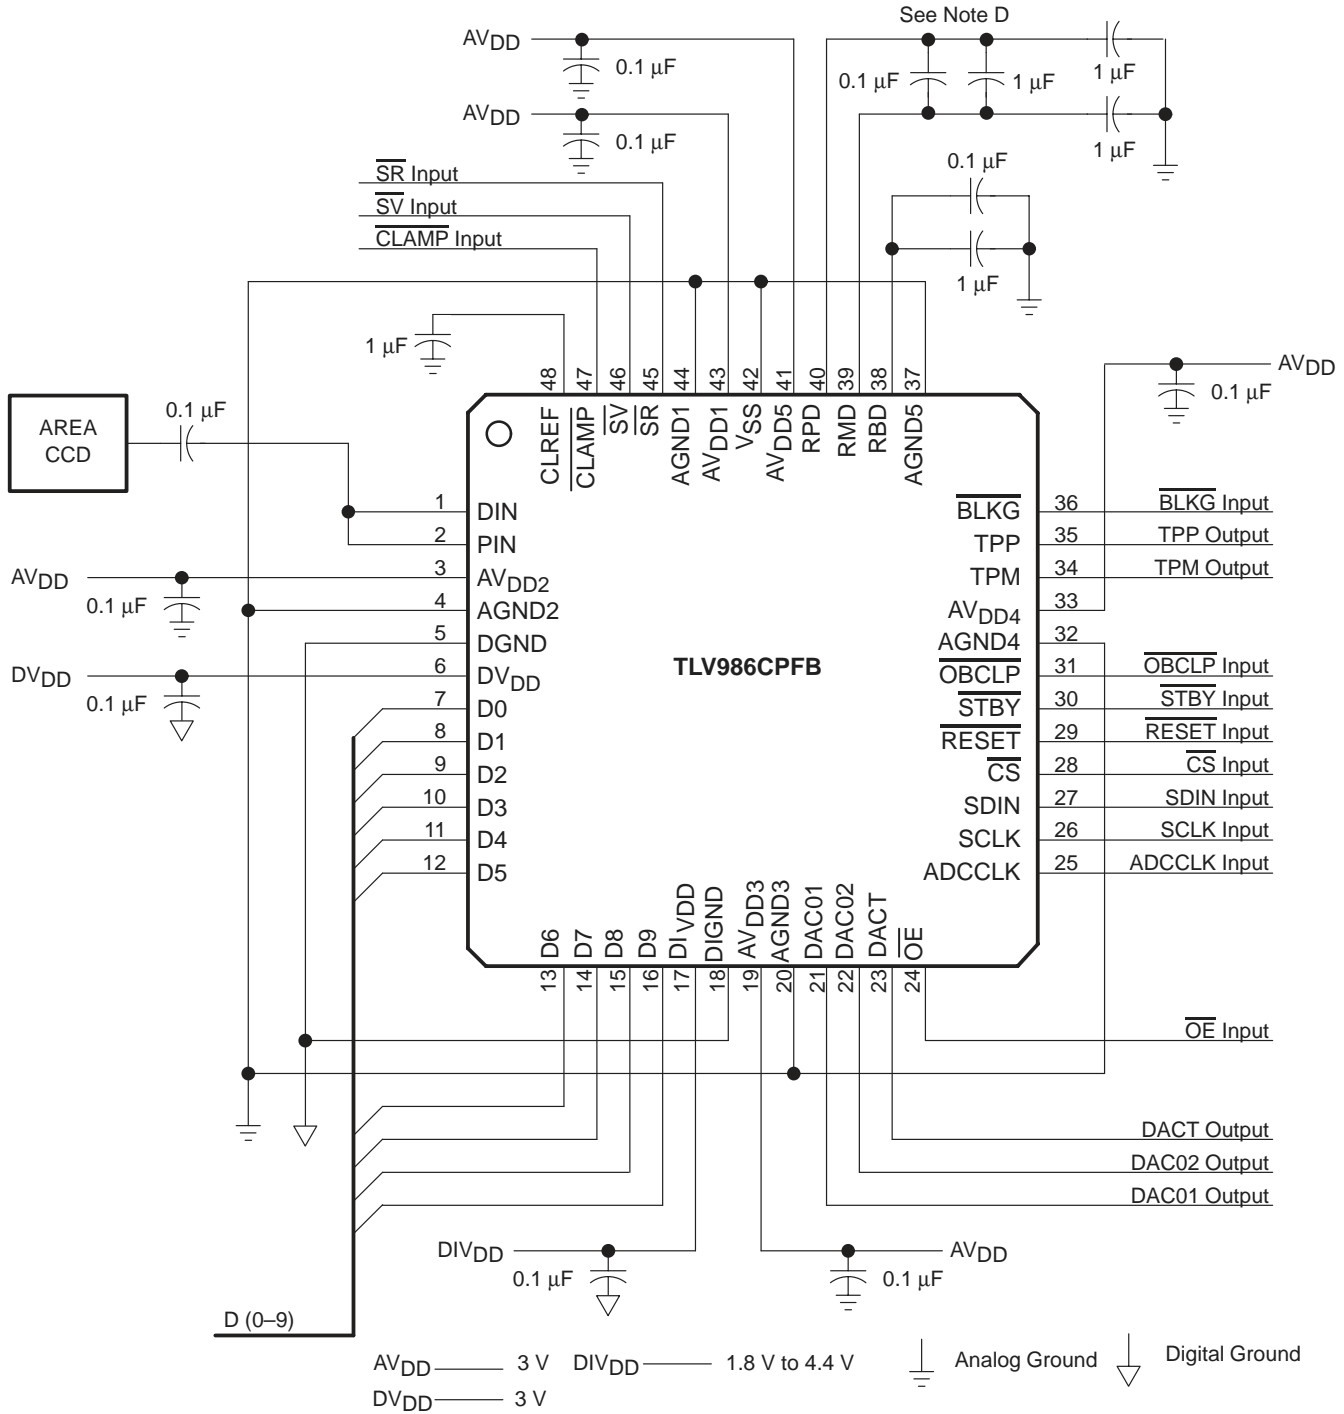 See Note D
AVDD
0.1 µF
0.1 µF
1 µF
1 µF
AVDD
0.1 µF
1 µF
SR Input
0.1 µF
SV Input
CLAMP Input
1 µF
1 µF
AVDD
0.1 µF
48 47 46 45 44 43 42 41 40 39 38 37
CLREF CLAMP SV SR AGND1 AVDD1 VSS AVDD5 RPD RMD RBD AGND5
AREA
CCD
0.1 µF
1 DIN
2 PIN
AVDD
0.1 µF
3 AVDD2
4 AGND2
5 DGND
DVDD
0.1 µF
6 DVDD
7 D0
8 D1
9 D2
10 D3
11 D4
12 D5
TLV986CPFB
BLKG 36 BLKG Input
TPP 35 TPP Output
TPM 34 TPM Output
AVDD4 33
AGND4 32
OBCLP 31 OBCLP Input
STBY 30 STBY Input
RESET 29 RESET Input
CS 28 CS Input
SDIN 27 SDIN Input
SCLK 26 SCLK Input
ADCCLK 25 ADCCLK Input
D6 D7 D8 D9 DIVDD DIGND AVDD3 AGND3 DAC01 DAC02 DACT OE
13 14 15 16 17 18 19 20 21 22 23 24
OE Input
DACT Output
DAC02 Output
DAC01 Output
DIVDD
0.1 µF
AVDD
0.1 µF
D (0–9)
AVDD 3 V DIVDD 1.8 V to 4.4 V Analog Ground Digital Ground
DVDD 3 V